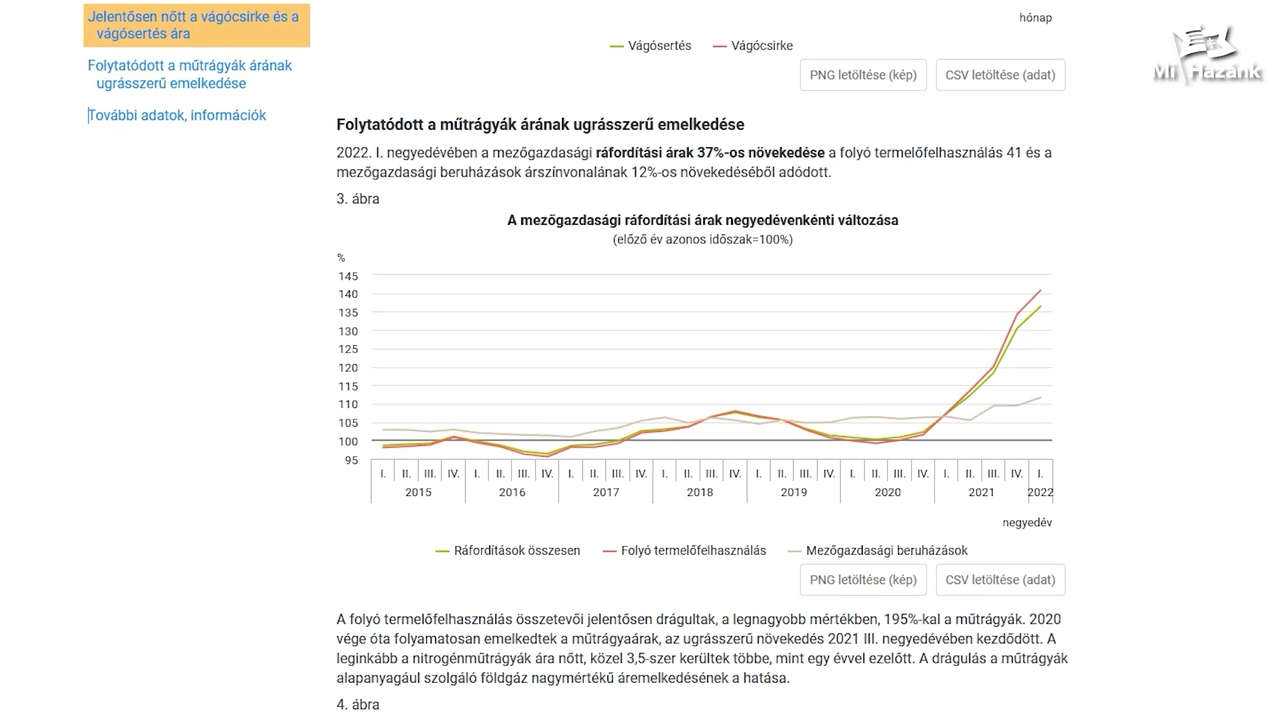 Jelentősen nőtt a vágócsirke és a
vágósertés ára
Folytatódott a műtrágyák árának
ugrásszerű emelkedése
További adatok, információk
Mi Hazánk
hónap
Vágósertés Vágócsirke
PNG letöltése (kép) CSV letöltése (adat)
Folytatódott a műtrágyák árának ugrásszerű emelkedése
2022. I. negyedévében a mezőgazdasági ráfordítási árak 37%-os növekedése a folyó termelőfelhasználás 41 és a
mezőgazdasági beruházások árszínvonalának 12%-os növekedéséből adódott.
3. ábra
A mezőgazdasági ráfordítási árak negyedévenkénti változása
(előző év azonos időszak=100%)
%
145
140
135
130
125
120
115
110
105
100
95
I. II. III. IV. I. II. III. IV. I. II. III. IV. I. II. III. IV. I. II. III. IV. I. II. III. IV. I. II. III. IV. I.
2015 2016 2017 2018 2019 2020 2021 2022
negyedév
Ráfordítások összesen Folyó termelőfelhasználás Mezőgazdasági beruházások
PNG letöltése (kép) CSV letöltése (adat)
A folyó termelőfelhasználás összetevői jelentősen drágultak, a legnagyobb mértékben, 195%-kal a műtrágyák. 2020
vége óta folyamatosan emelkedtek a műtrágyaárak, az ugrásszerű növekedés 2021 III. negyedévében kezdődött. A
leginkább a nitrogénműtrágyák ára nőtt, közel 3,5-szer kerültek többe, mint egy évvel ezelőtt. A drágulás a műtrágyák
alapanyagául szolgáló földgáz nagymértékű áremelkedésének a hatása.
4. ábra